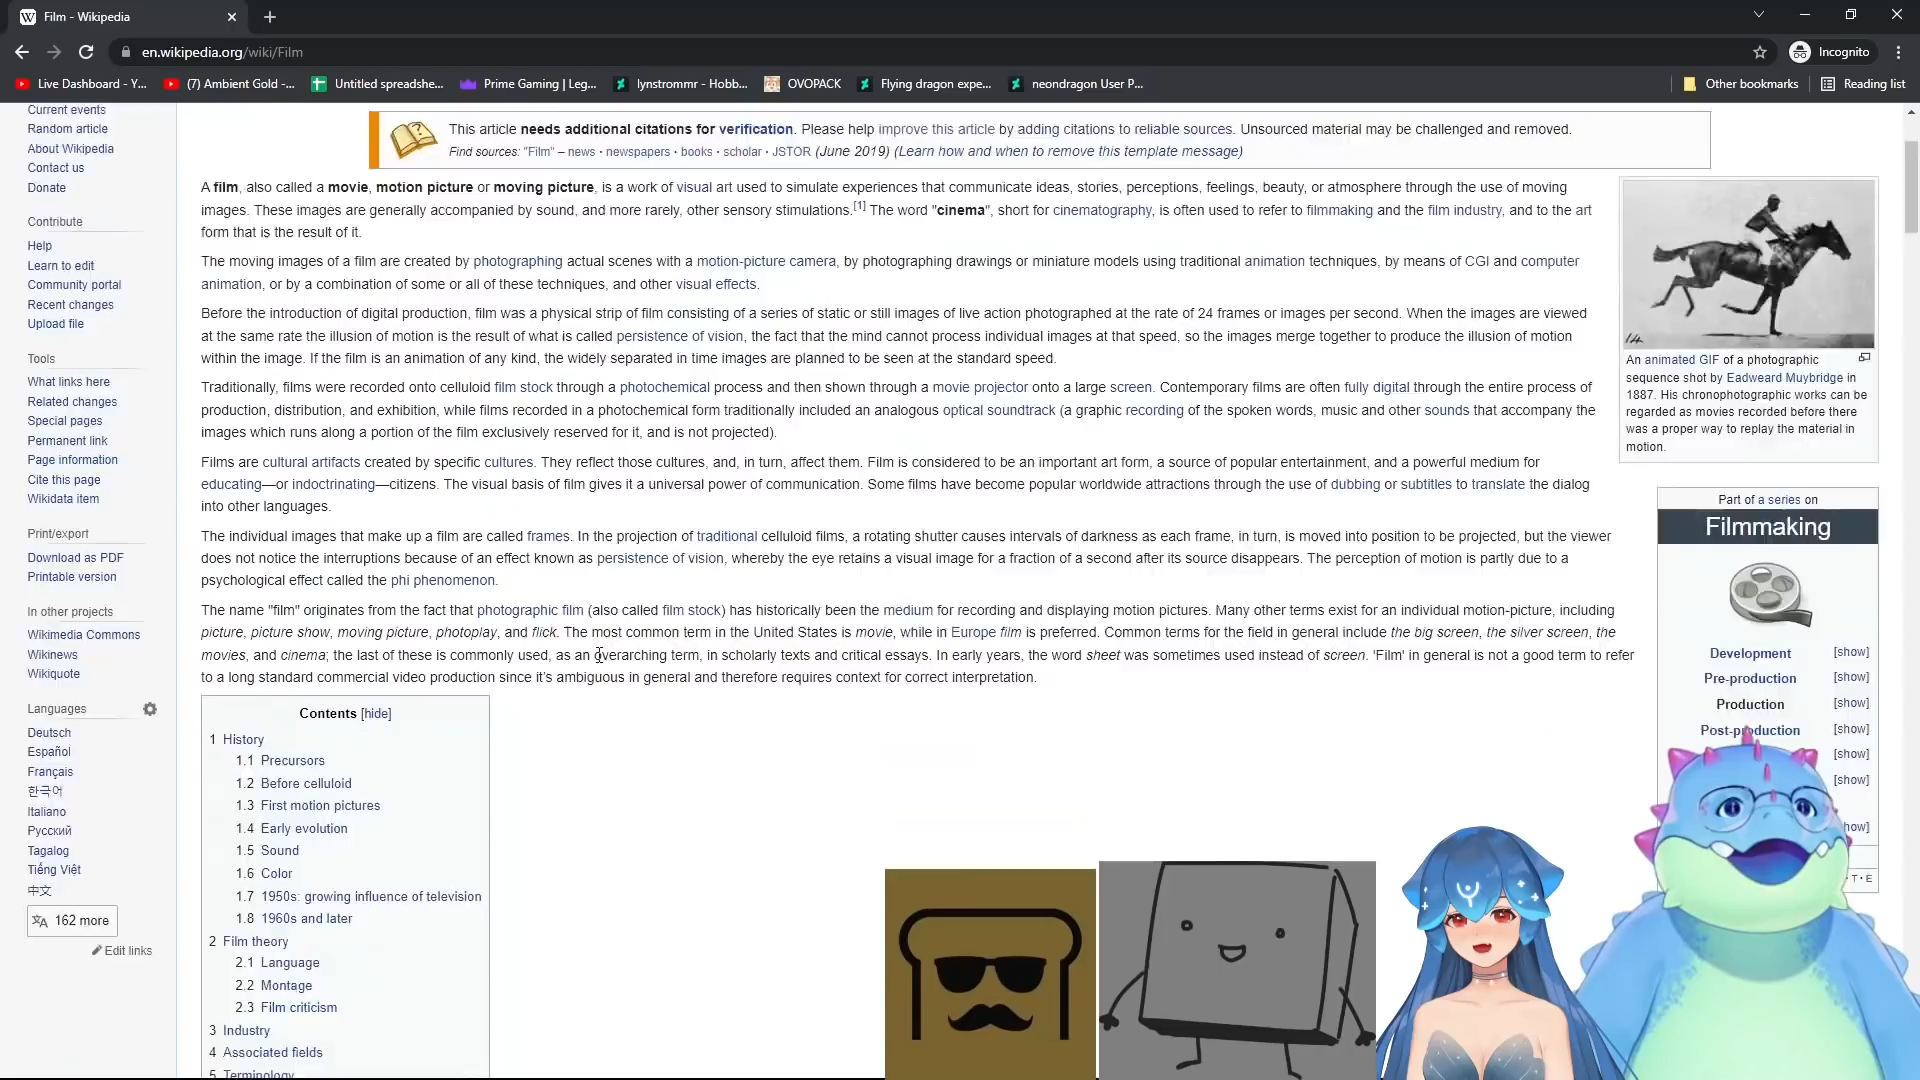 Film - Wikipedia
en.wikipedia.org/wiki/Film
Incognito
Live Dashboard - Y...
(7) Ambient Gold -...
Untitled spreadshe...
Prime Gaming | Leg...
lynstrommr - Hobb...
OVOPACK
Flying dragon expe...
neondragon User P...
Other bookmarks
Reading list
Current events
Random article
About Wikipedia
Contact us
Donate
Contribute
Help
Learn to edit
Community portal
Recent changes
Upload file
Tools
What links here
Related changes
Special pages
Permanent link
Page information
Cite this page
Wikidata item
Print/export
Download as PDF
Printable version
In other projects
Wikimedia Commons
Wikinews
Wikiquote
Languages
Deutsch
Español
Français
한국어
Italiano
Русский
Tagalog
Tiếng Việt
中文
162 more
Edit links
This article needs additional citations for verification. Please help improve this article by adding citations to reliable sources. Unsourced material may be challenged and removed.
Find sources: "Film" – news · newspapers · books · scholar · JSTOR (June 2019) (Learn how and when to remove this template message)
A film, also called a movie, motion picture or moving picture, is a work of visual art used to simulate experiences that communicate ideas, stories, perceptions, feelings, beauty, or atmosphere through the use of moving
images. These images are generally accompanied by sound, and more rarely, other sensory stimulations.[1] The word "cinema", short for cinematography, is often used to refer to filmmaking and the film industry, and to the art
form that is the result of it.
The moving images of a film are created by photographing actual scenes with a motion-picture camera, by photographing drawings or miniature models using traditional animation techniques, by means of CGI and computer
animation, or by a combination of some or all of these techniques, and other visual effects.
Before the introduction of digital production, film was a physical strip of film consisting of a series of static or still images of live action photographed at the rate of 24 frames or images per second. When the images are viewed
at the same rate the illusion of motion is the result of what is called persistence of vision, the fact that the mind cannot process individual images at that speed, so the images merge together to produce the illusion of motion
within the image. If the film is an animation of any kind, the widely separated in time images are planned to be seen at the standard speed.
Traditionally, films were recorded onto celluloid film stock through a photochemical process and then shown through a movie projector onto a large screen. Contemporary films are often fully digital through the entire process of
production, distribution, and exhibition, while films recorded in a photochemical form traditionally included an analogous optical soundtrack (a graphic recording of the spoken words, music and other sounds that accompany the
images which runs along a portion of the film exclusively reserved for it, and is not projected).
Films are cultural artifacts created by specific cultures. They reflect those cultures, and, in turn, affect them. Film is considered to be an important art form, a source of popular entertainment, and a powerful medium for
educating—or indoctrinating—citizens. The visual basis of film gives it a universal power of communication. Some films have become popular worldwide attractions through the use of dubbing or subtitles to translate the dialog
into other languages.
The individual images that make up a film are called frames. In the projection of traditional celluloid films, a rotating shutter causes intervals of darkness as each frame, in turn, is moved into position to be projected, but the viewer
does not notice the interruptions because of an effect known as persistence of vision, whereby the eye retains a visual image for a fraction of a second after its source disappears. The perception of motion is partly due to a
psychological effect called the phi phenomenon.
The name "film" originates from the fact that photographic film (also called film stock) has historically been the medium for recording and displaying motion pictures. Many other terms exist for an individual motion-picture, including
picture, picture show, moving picture, photoplay, and flick. The most common term in the United States is movie, while in Europe film is preferred. Common terms for the field in general include the big screen, the silver screen, the
movies, and cinema; the last of these is commonly used, as an overarching term, in scholarly texts and critical essays. In early years, the word sheet was sometimes used instead of screen. 'Film' in general is not a good term to refer
to a long standard commercial video production since it's ambiguous in general and therefore requires context for correct interpretation.
Contents [hide]
1 History
1.1 Precursors
1.2 Before celluloid
1.3 First motion pictures
1.4 Early evolution
1.5 Sound
1.6 Color
1.7 1950s: growing influence of television
1.8 1960s and later
2 Film theory
2.1 Language
2.2 Montage
2.3 Film criticism
3 Industry
4 Associated fields
5 Terminology
An animated GIF of a photographic
sequence shot by Eadweard Muybridge in
1887. His chronophotographic works can be
regarded as movies recorded before there
was a proper way to replay the material in
motion.
Part of a series on
Filmmaking
Development [show]
Pre-production [show]
Production [show]
Post-production [show]
[show]
[show]
how]
· T · E